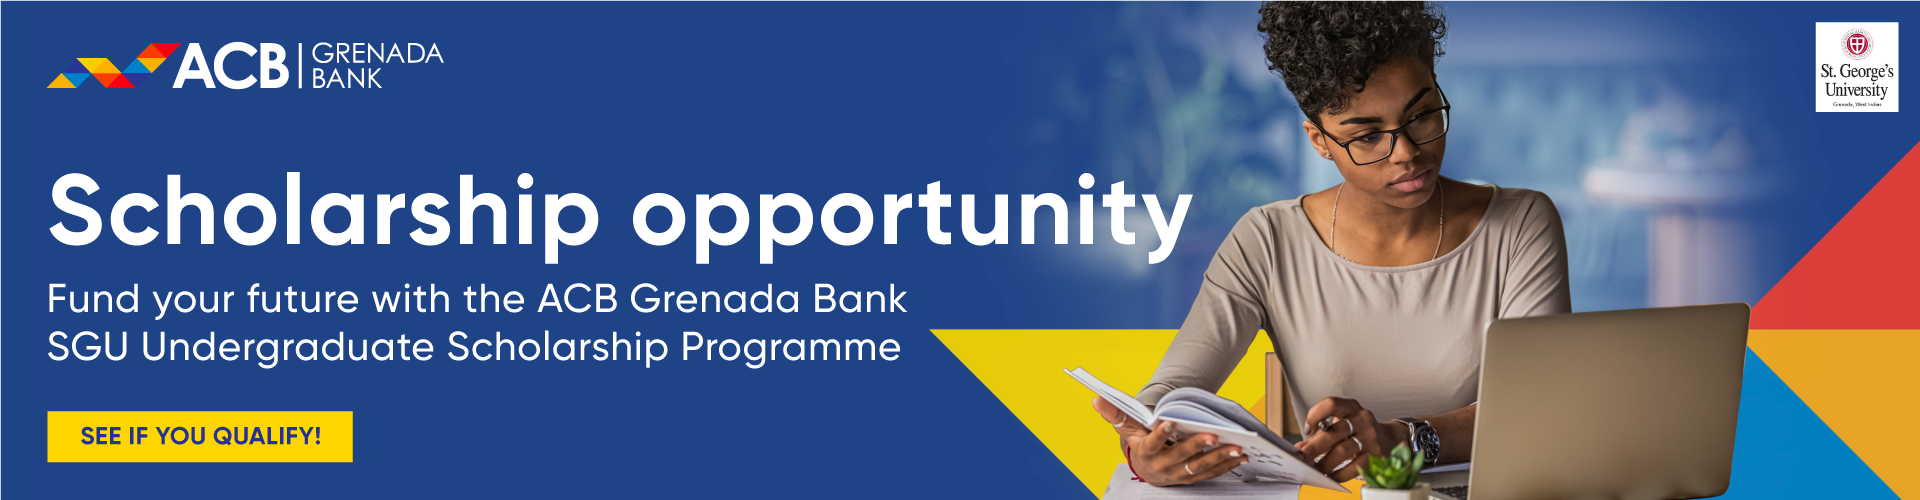 ACB GRENADA
BANK
St. George's
University
Grenada, West Indies
Scholarship opportunity
Fund your future with the ACB Grenada Bank
SGU Undergraduate Scholarship Programme
SEE IF YOU QUALIFY!